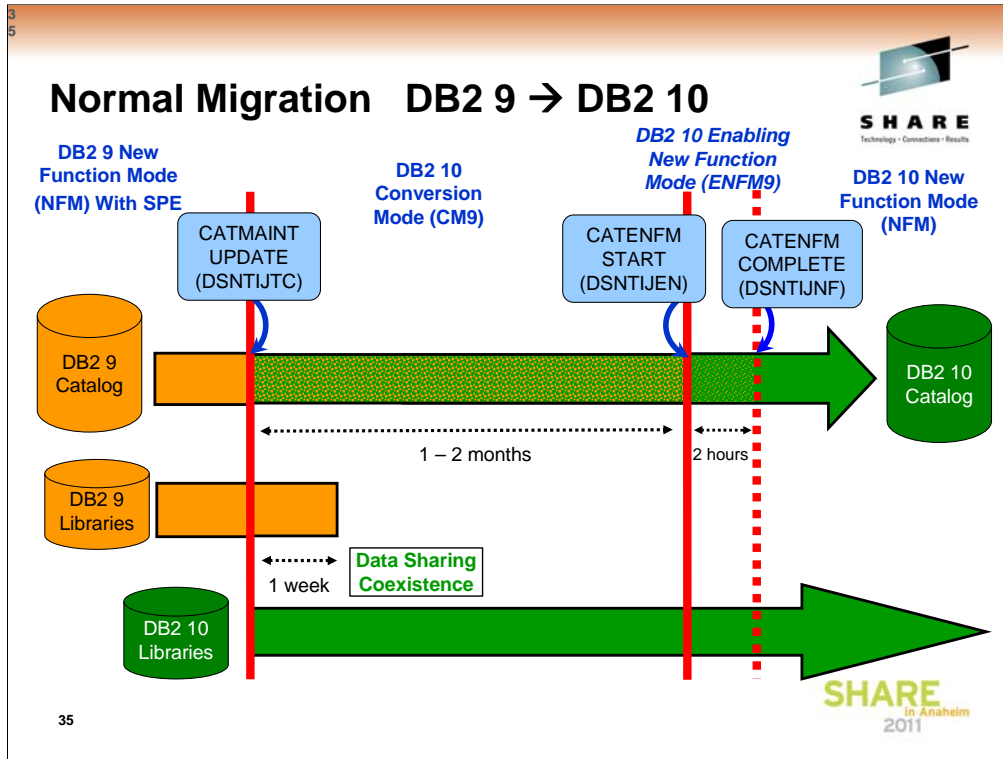 3
5
Normal Migration DB2 9 → DB2 10
SHARE
Technology · Connections · Results
DB2 9 New
Function Mode
(NFM) With SPE
DB2 10
Conversion
Mode (CM9)
DB2 10 Enabling
New Function
Mode (ENFM9)
DB2 10 New
Function Mode
(NFM)
CATMAINT
UPDATE
(DSNTIJTC)
CATENFM
START
(DSNTIJEN)
CATENFM
COMPLETE
(DSNTIJNF)
DB2 9
Catalog
DB2 10
Catalog
1 – 2 months
2 hours
DB2 9
Libraries
1 week
Data Sharing
Coexistence
DB2 10
Libraries
35
SHARE
in Anaheim
2011